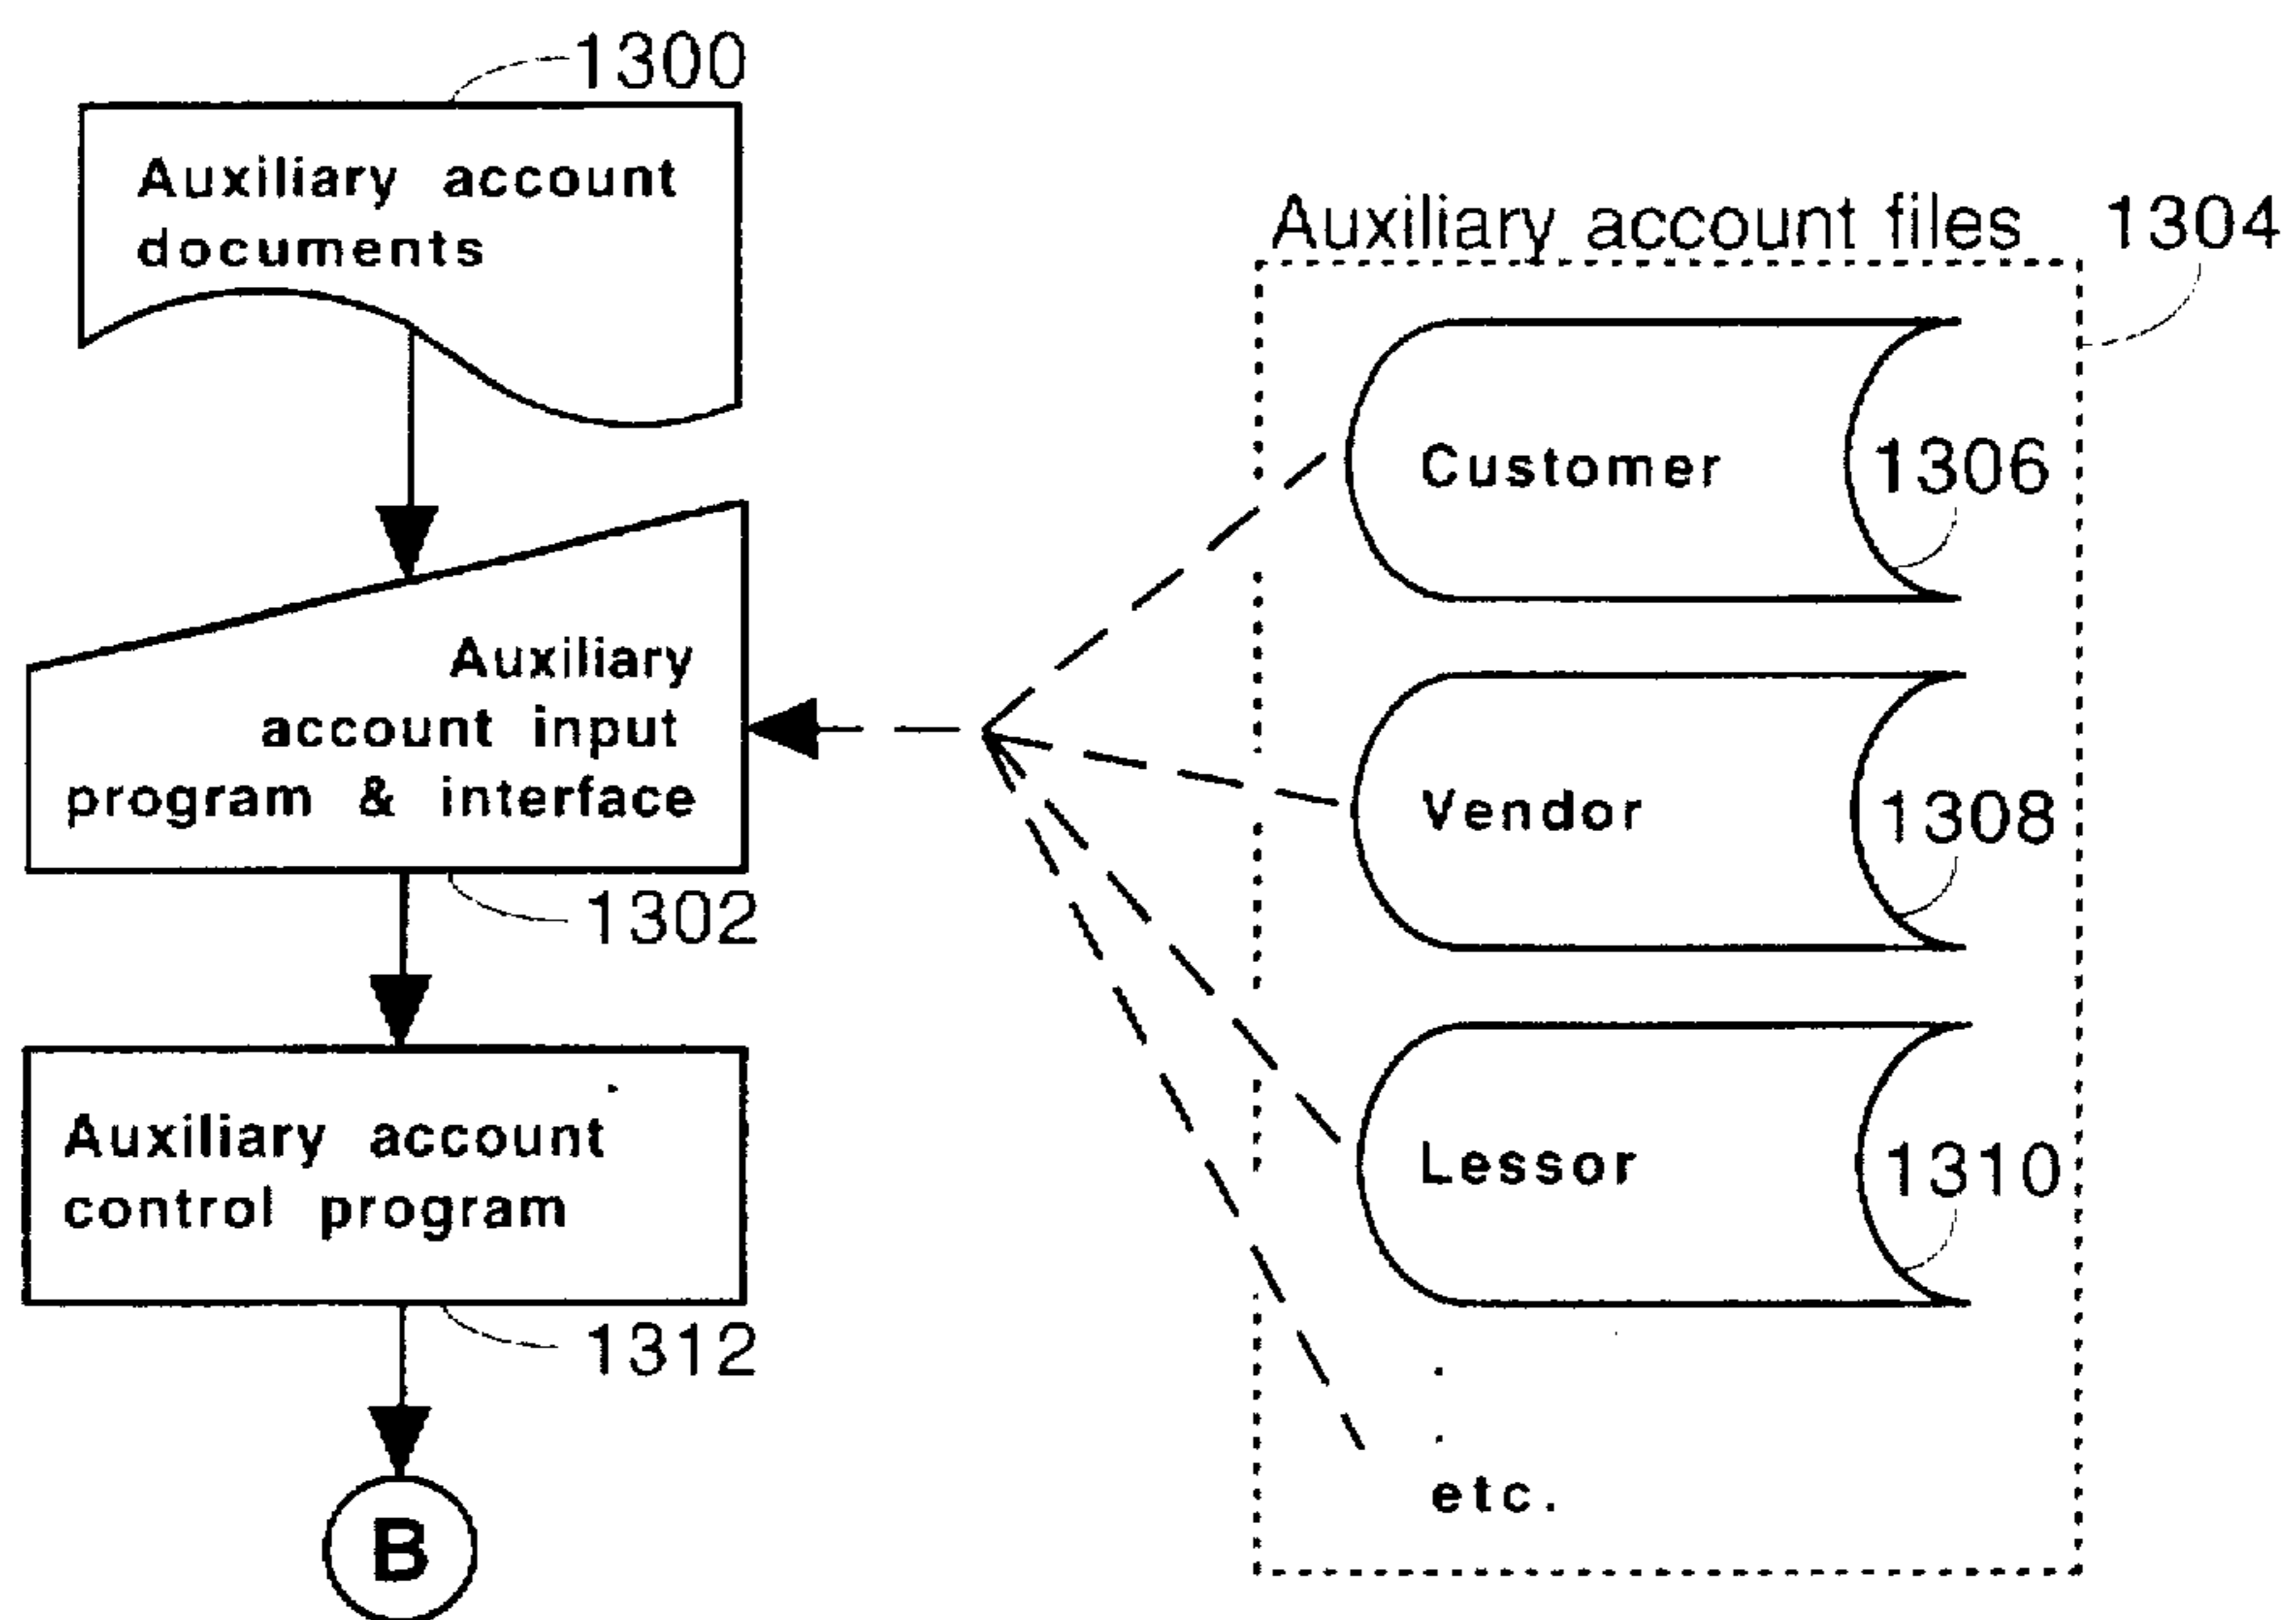 1300
Auxiliary account
documents
Auxiliary
account input
program & interface
1302
Auxiliary account
control program
1312
B
Auxiliary account files 1304
Customer 1306
Vendor 1308
Lessor 1310
etc.